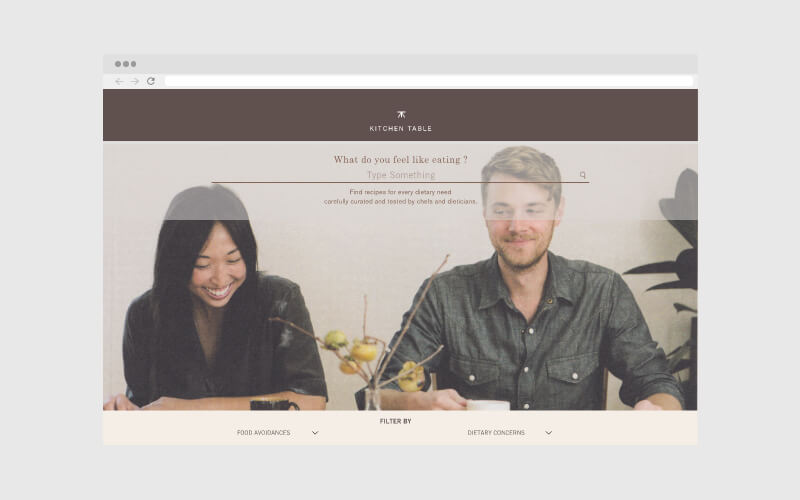 KITCHEN TABLE
What do you feel like eating ?
Type Something
Find recipes for every dietary need
carefully curated and tested by chefs and dieticians.
FILTER BY
FOOD AVOIDANCES
DIETARY CONCERNS